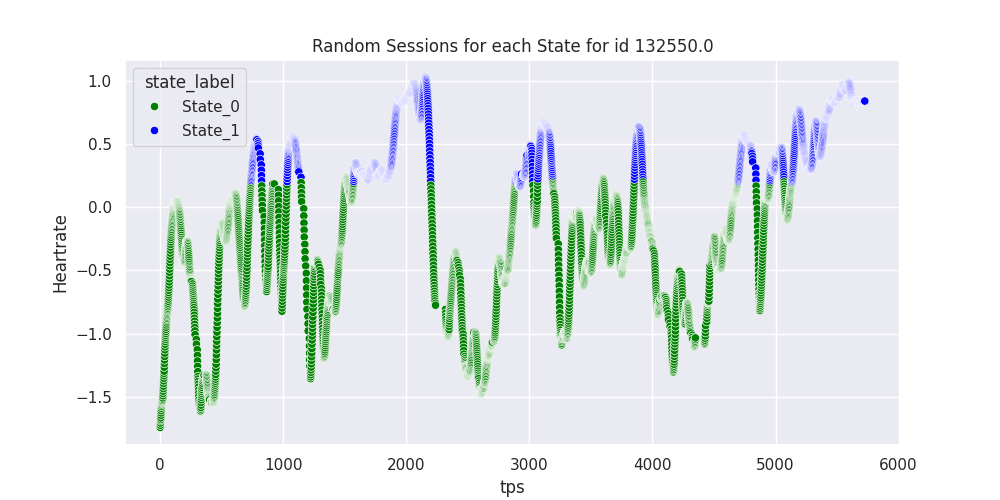 Random Sessions for each State for id 132550.0
state_label
State_0
State_1
Heartrate
1.0
0.5
0.0
−0.5
−1.0
−1.5
0 1000 2000 3000 4000 5000 6000
tps